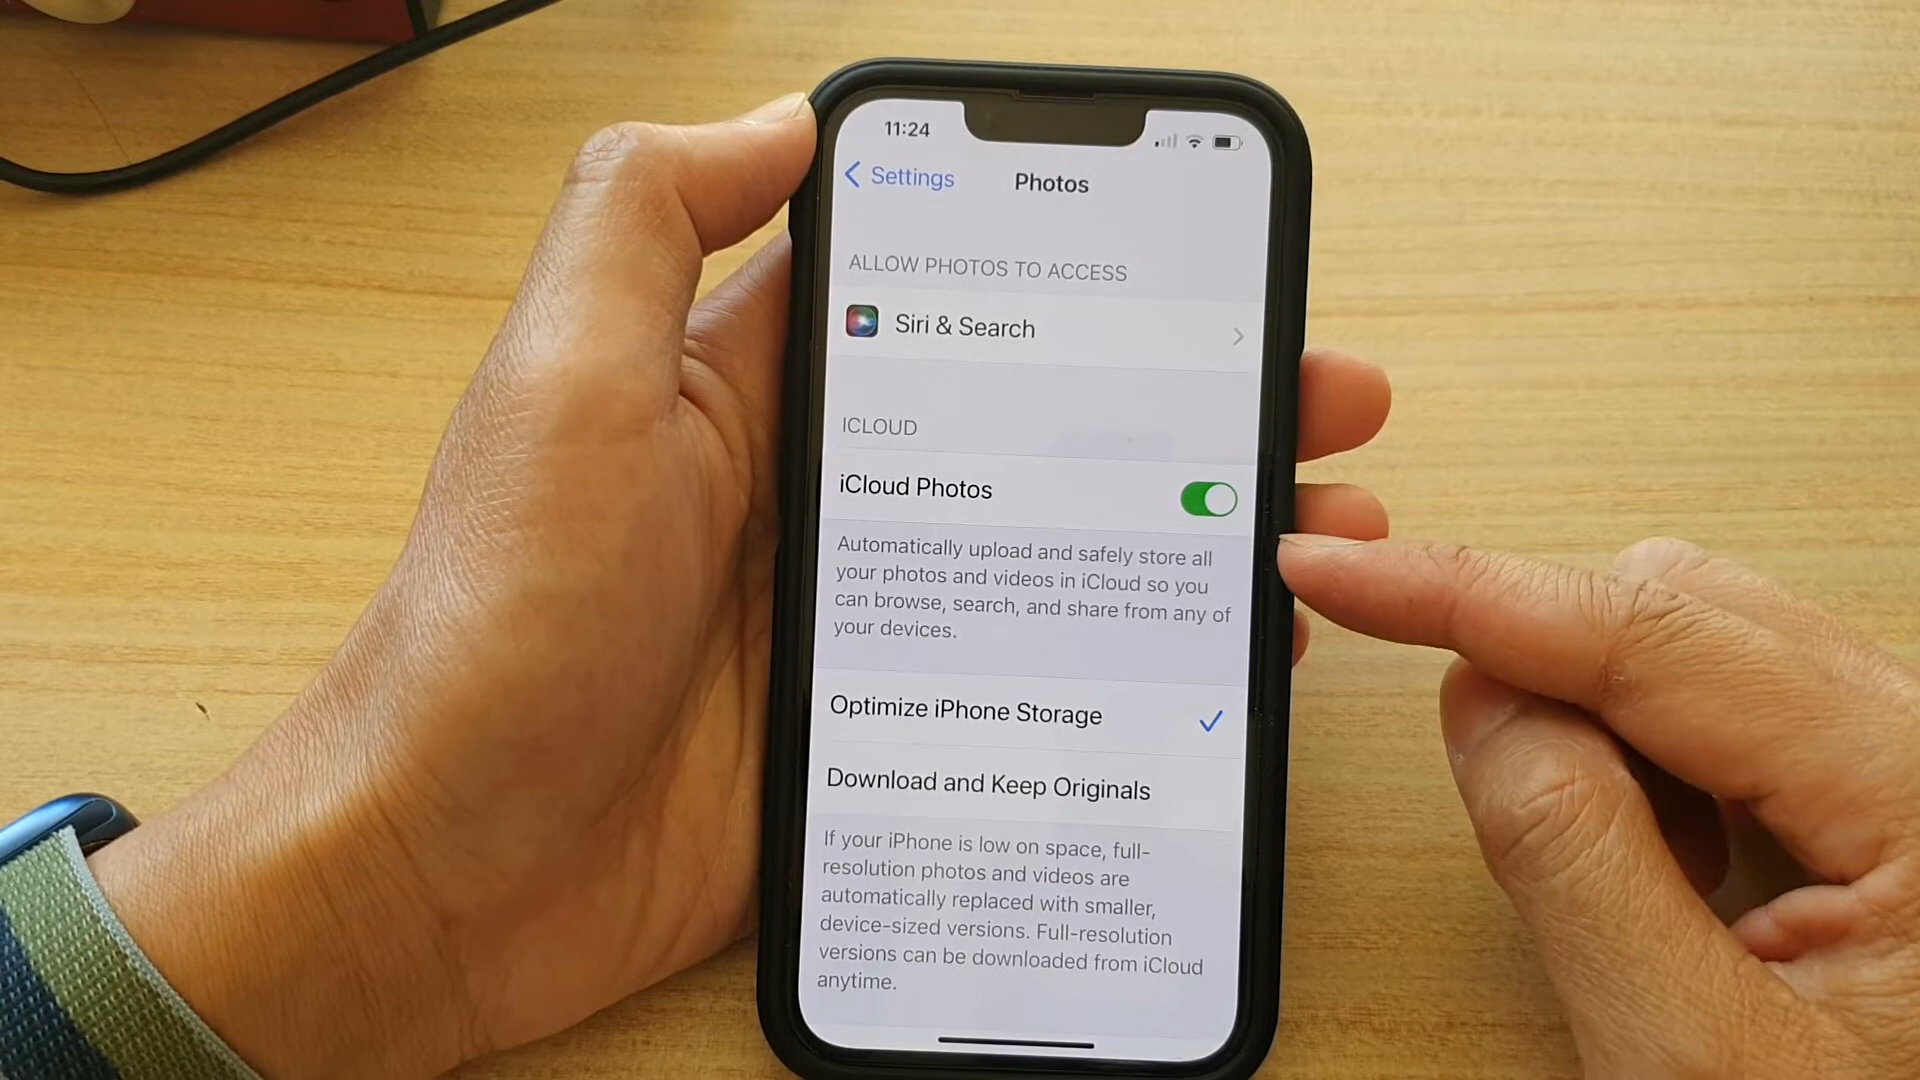 11:24
Settings
Photos
ALLOW PHOTOS TO ACCESS
Siri & Search
ICLOUD
iCloud Photos
Automatically upload and safely store all
your photos and videos in iCloud so you
can browse, search, and share from any of
your devices.
Optimize iPhone Storage
Download and Keep Originals
If your iPhone is low on space, full-
resolution photos and videos are
automatically replaced with smaller,
device-sized versions. Full-resolution
versions can be downloaded from iCloud
anytime.